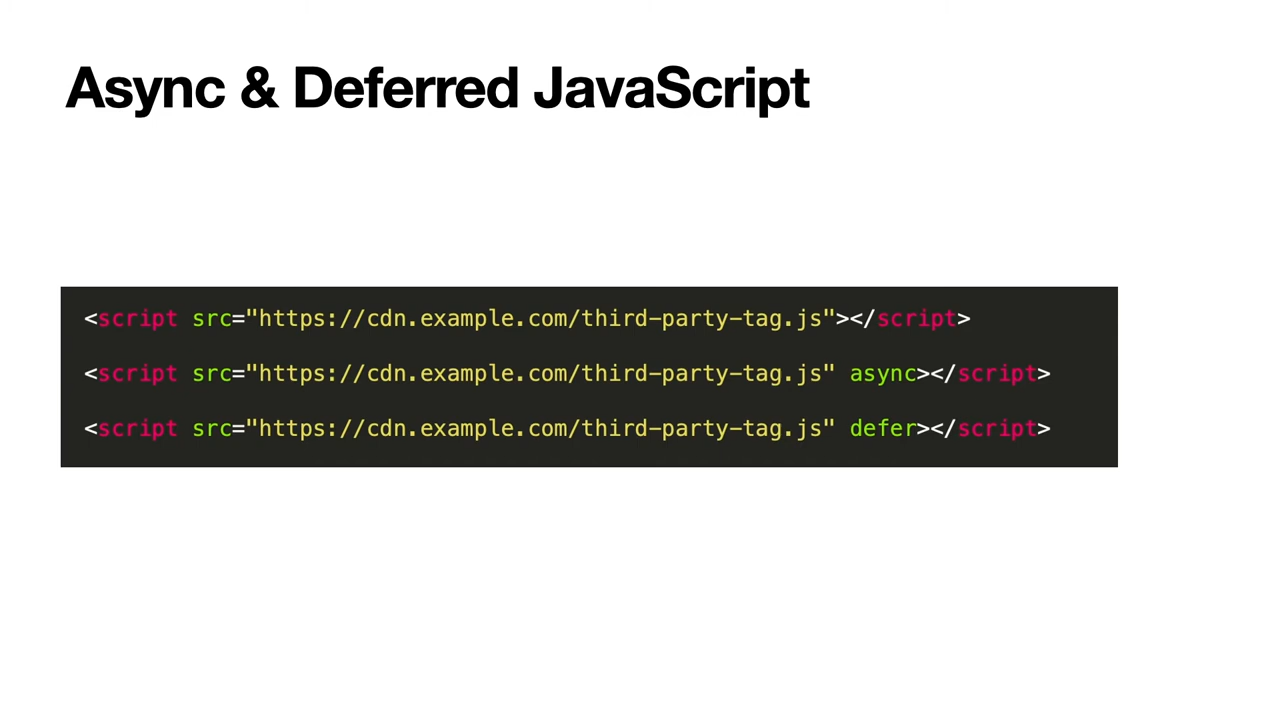 Async & Deferred JavaScript
<script src="https://cdn.example.com/third-party-tag.js"></script>
<script src="https://cdn.example.com/third-party-tag.js" async></script>
<script src="https://cdn.example.com/third-party-tag.js" defer></script>